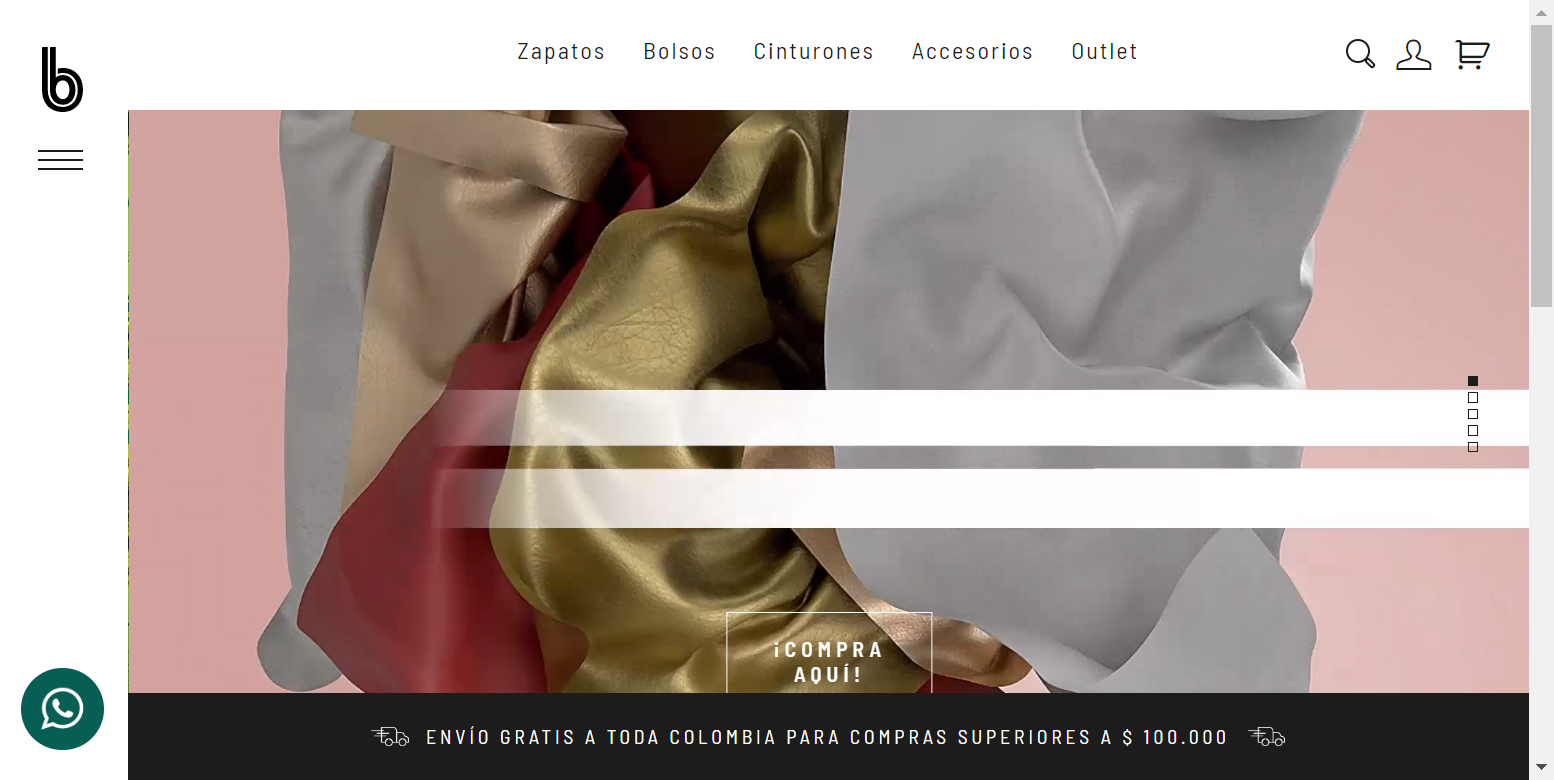 b
Zapatos Bolsos Cinturones Accesorios Outlet
¡COMPRA
AQUÍ!
ENVÍO GRATIS A TODA COLOMBIA PARA COMPRAS SUPERIORES A $ 100.000